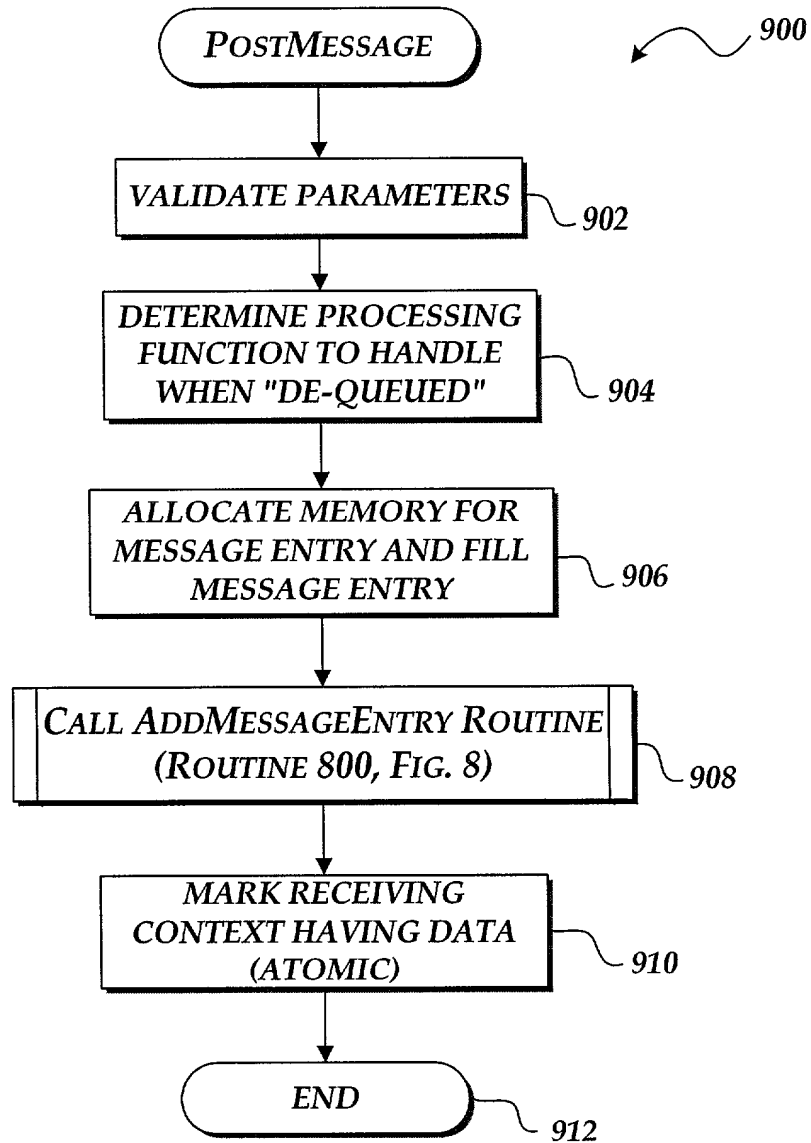 POSTMESSAGE
900
VALIDATE PARAMETERS
902
DETERMINE PROCESSING
FUNCTION TO HANDLE
WHEN "DE-QUEUED"
904
ALLOCATE MEMORY FOR
MESSAGE ENTRY AND FILL
MESSAGE ENTRY
906
CALL ADDMESSAGEENTRY ROUTINE
(ROUTINE 800, FIG. 8)
908
MARK RECEIVING
CONTEXT HAVING DATA
(ATOMIC)
910
END
912